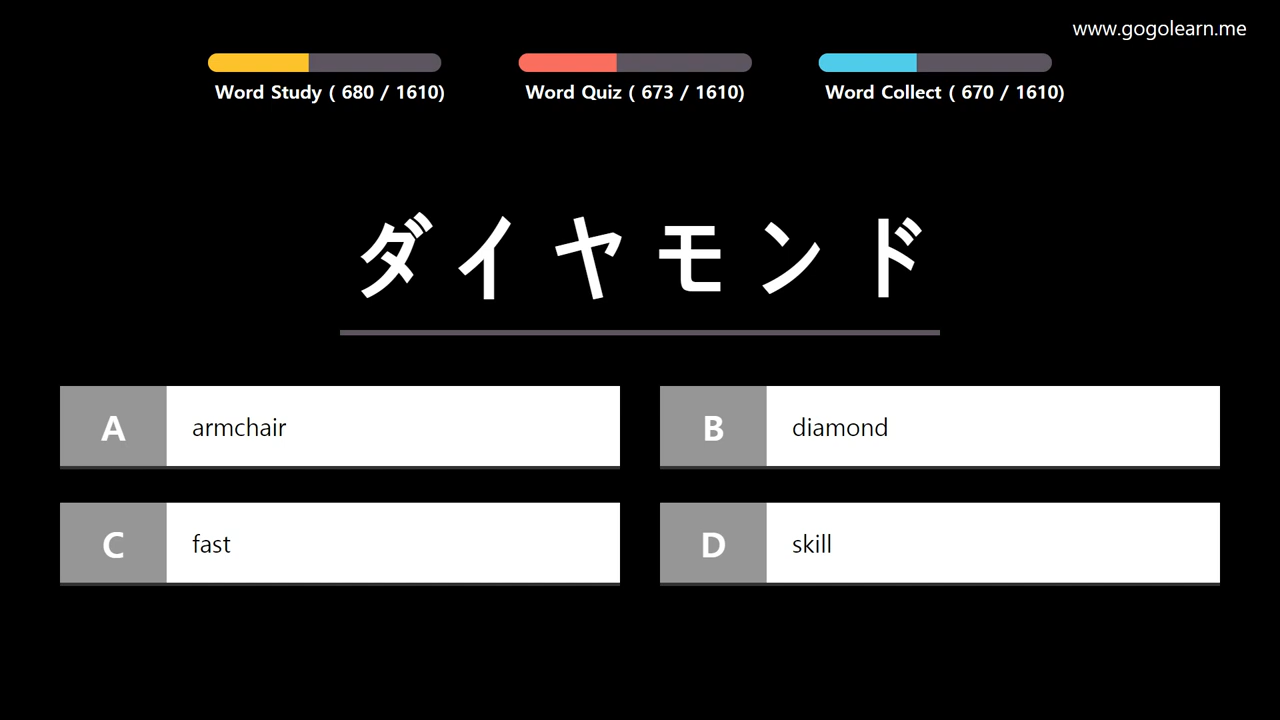 www.gogolearn.me
Word Study ( 680 / 1610)
Word Quiz ( 673 / 1610)
Word Collect ( 670 / 1610)
ダイヤモンド
A armchair
B diamond
C fast
D skill